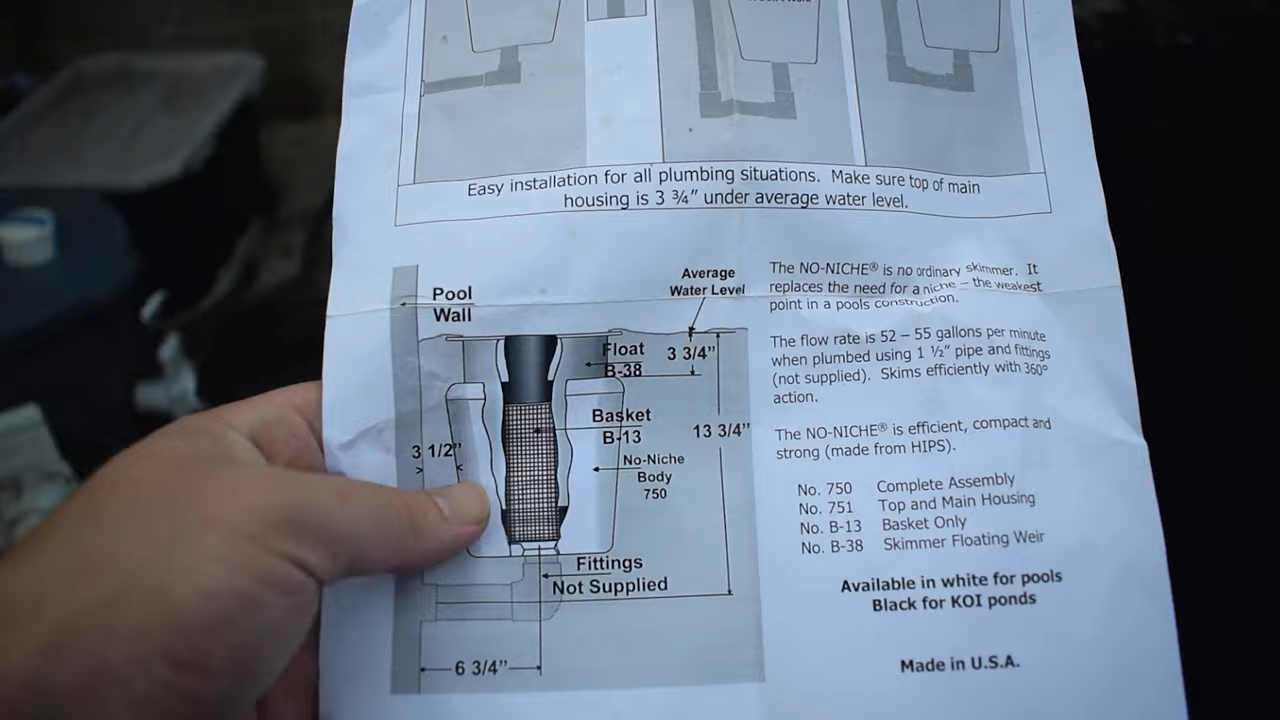 Easy installation for all plumbing situations. Make sure top of main
housing is 3 ¾" under average water level.
Pool
Wall
Average
Water Level
Float
B-38
3 3/4"
Basket
B-13
13 3/4"
3 1/2"
No-Niche
Body
750
Fittings
Not Supplied
6 3/4"
The NO-NICHE® is no ordinary skimmer. It
replaces the need for a niche – the weakest
point in a pools construction.
The flow rate is 52 – 55 gallons per minute
when plumbed using 1 ½" pipe and fittings
(not supplied). Skims efficiently with 360°
action.
The NO-NICHE® is efficient, compact and
strong (made from HIPS).
No. 750 Complete Assembly
No. 751 Top and Main Housing
No. B-13 Basket Only
No. B-38 Skimmer Floating Weir
Available in white for pools
Black for KOI ponds
Made in U.S.A.